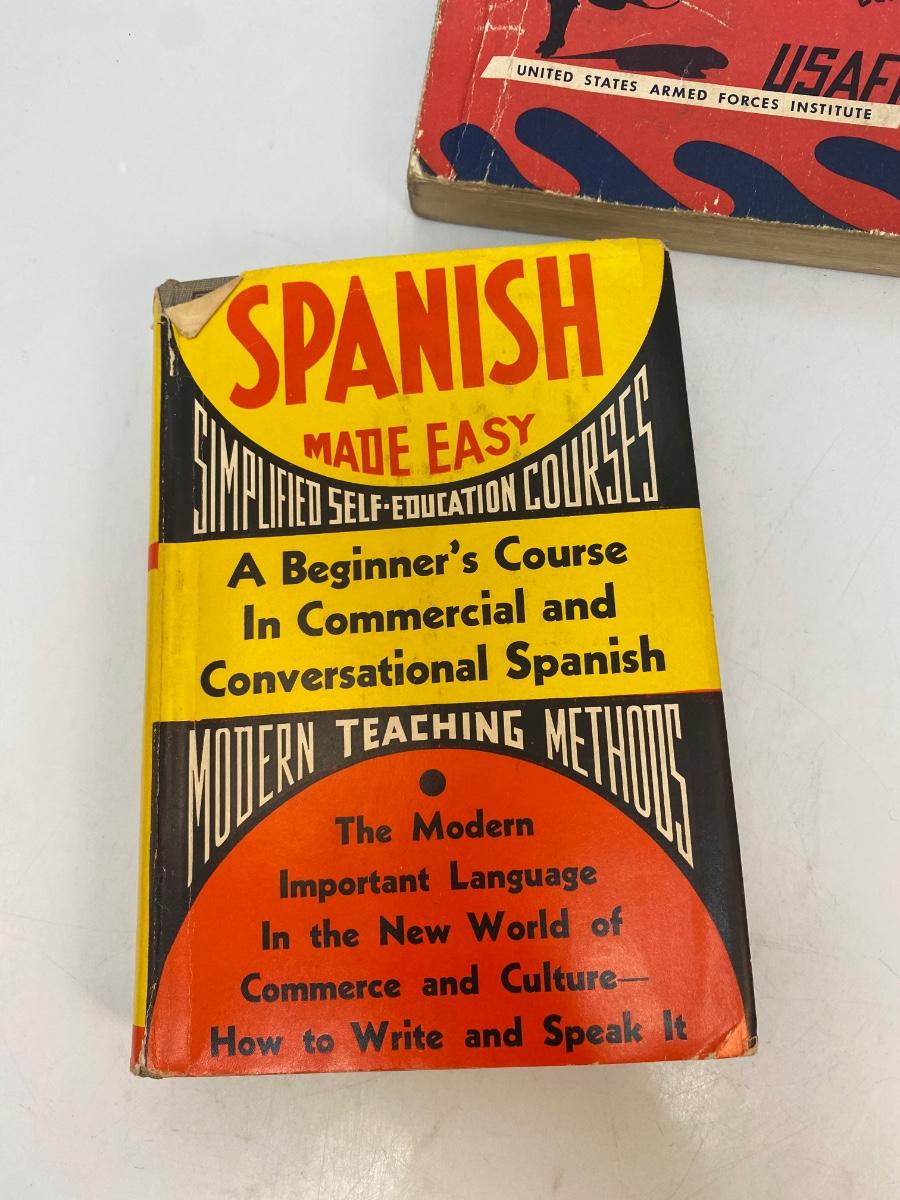 UNITED STATES ARMED FORCES INSTITUTE
SPANISH
MADE EASY
SIMPLIFIED SELF-EDUCATION COURSES
A Beginner's Course
In Commercial and
Conversational Spanish
MODERN TEACHING METHODS
The Modern
Important Language
In the New World of
Commerce and Culture—
How to Write and Speak It